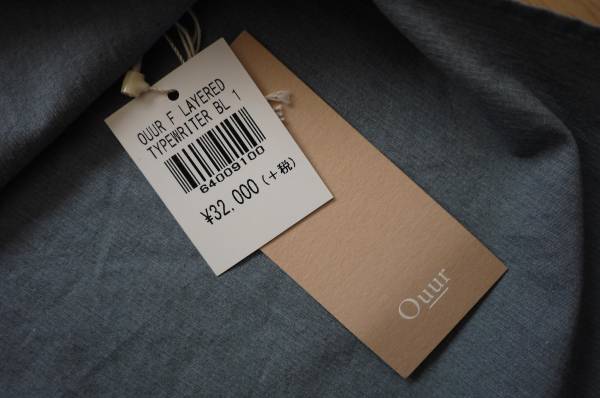 OUUR F LAYERED
TYPEWRITER BL 1
64009100
¥32,000 (+税)
Ouur